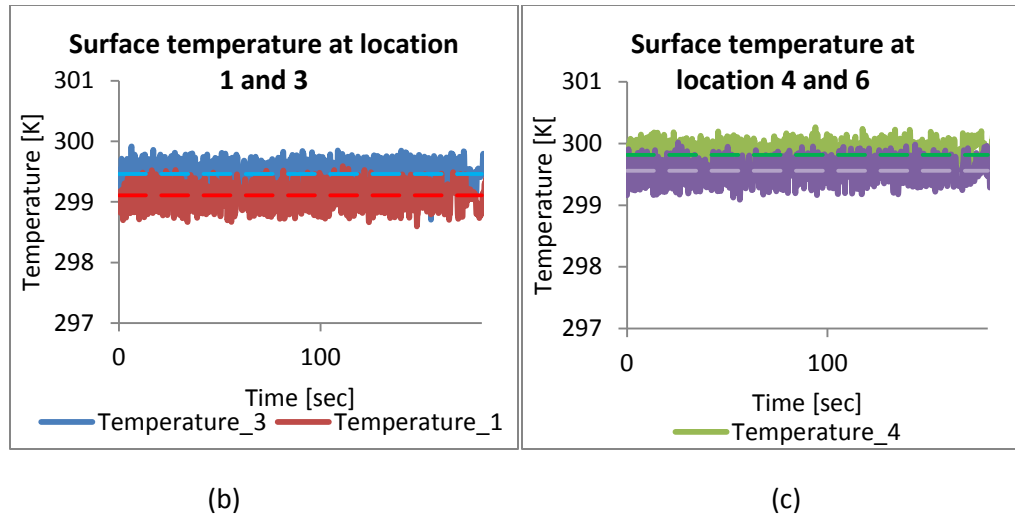 Surface temperature at location
1 and 3
301
300
299
298
297
Temperature [K]
0
100
Time [sec]
Temperature_3
Temperature_1
(b)
Surface temperature at
location 4 and 6
301
300
299
298
297
Temperature [K[
0
100
Time [sec]
Temperature_4
(c)